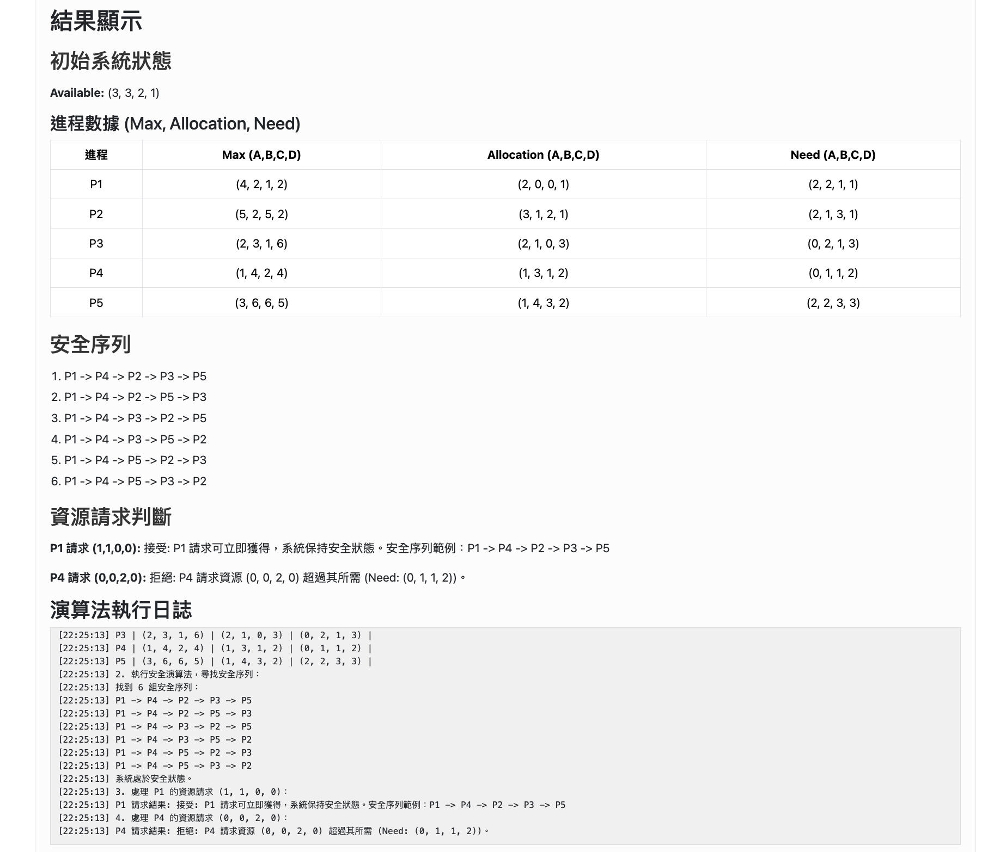 結果顯示
初始系統狀態
Available: (3, 3, 2, 1)
進程數據 (Max, Allocation, Need)
進程 Max (A,B,C,D) Allocation (A,B,C,D) Need (A,B,C,D)
P1 (4, 2, 1, 2) (2, 0, 0, 1) (2, 2, 1, 1)
P2 (5, 2, 5, 2) (3, 1, 2, 1) (2, 1, 3, 1)
P3 (2, 3, 1, 6) (2, 1, 0, 3) (0, 2, 1, 3)
P4 (1, 4, 2, 4) (1, 3, 1, 2) (0, 1, 1, 2)
P5 (3, 6, 6, 5) (1, 4, 3, 2) (2, 2, 3, 3)
安全序列
1. P1 -> P4 -> P2 -> P3 -> P5
2. P1 -> P4 -> P2 -> P5 -> P3
3. P1 -> P4 -> P3 -> P2 -> P5
4. P1 -> P4 -> P3 -> P5 -> P2
5. P1 -> P4 -> P5 -> P2 -> P3
6. P1 -> P4 -> P5 -> P3 -> P2
資源請求判斷
P1 請求 (1,1,0,0): 接受: P1 請求可立即獲得，系統保持安全狀態。安全序列範例：P1 -> P4 -> P2 -> P3 -> P5
P4 請求 (0,0,2,0): 拒絕: P4 請求資源 (0, 0, 2, 0) 超過其所需 (Need: (0, 1, 1, 2))。
演算法執行日誌
[22:25:13] P3 | (2, 3, 1, 6) | (2, 1, 0, 3) | (0, 2, 1, 3) |
[22:25:13] P4 | (1, 4, 2, 4) | (1, 3, 1, 2) | (0, 1, 1, 2) |
[22:25:13] P5 | (3, 6, 6, 5) | (1, 4, 3, 2) | (2, 2, 3, 3) |
[22:25:13] 2. 執行安全演算法，尋找安全序列：
[22:25:13] 找到 6 組安全序列：
[22:25:13] P1 -> P4 -> P2 -> P3 -> P5
[22:25:13] P1 -> P4 -> P2 -> P5 -> P3
[22:25:13] P1 -> P4 -> P3 -> P2 -> P5
[22:25:13] P1 -> P4 -> P3 -> P5 -> P2
[22:25:13] P1 -> P4 -> P5 -> P2 -> P3
[22:25:13] P1 -> P4 -> P5 -> P3 -> P2
[22:25:13] 系統處於安全狀態。
[22:25:13] 3. 處理 P1 的資源請求 (1, 1, 0, 0)：
[22:25:13] P1 請求結果: 接受: P1 請求可立即獲得，系統保持安全狀態。安全序列範例：P1 -> P4 -> P2 -> P3 -> P5
[22:25:13] 4. 處理 P4 的資源請求 (0, 0, 2, 0)：
[22:25:13] P4 請求結果: 拒絕: P4 請求資源 (0, 0, 2, 0) 超過其所需 (Need: (0, 1, 1, 2))。